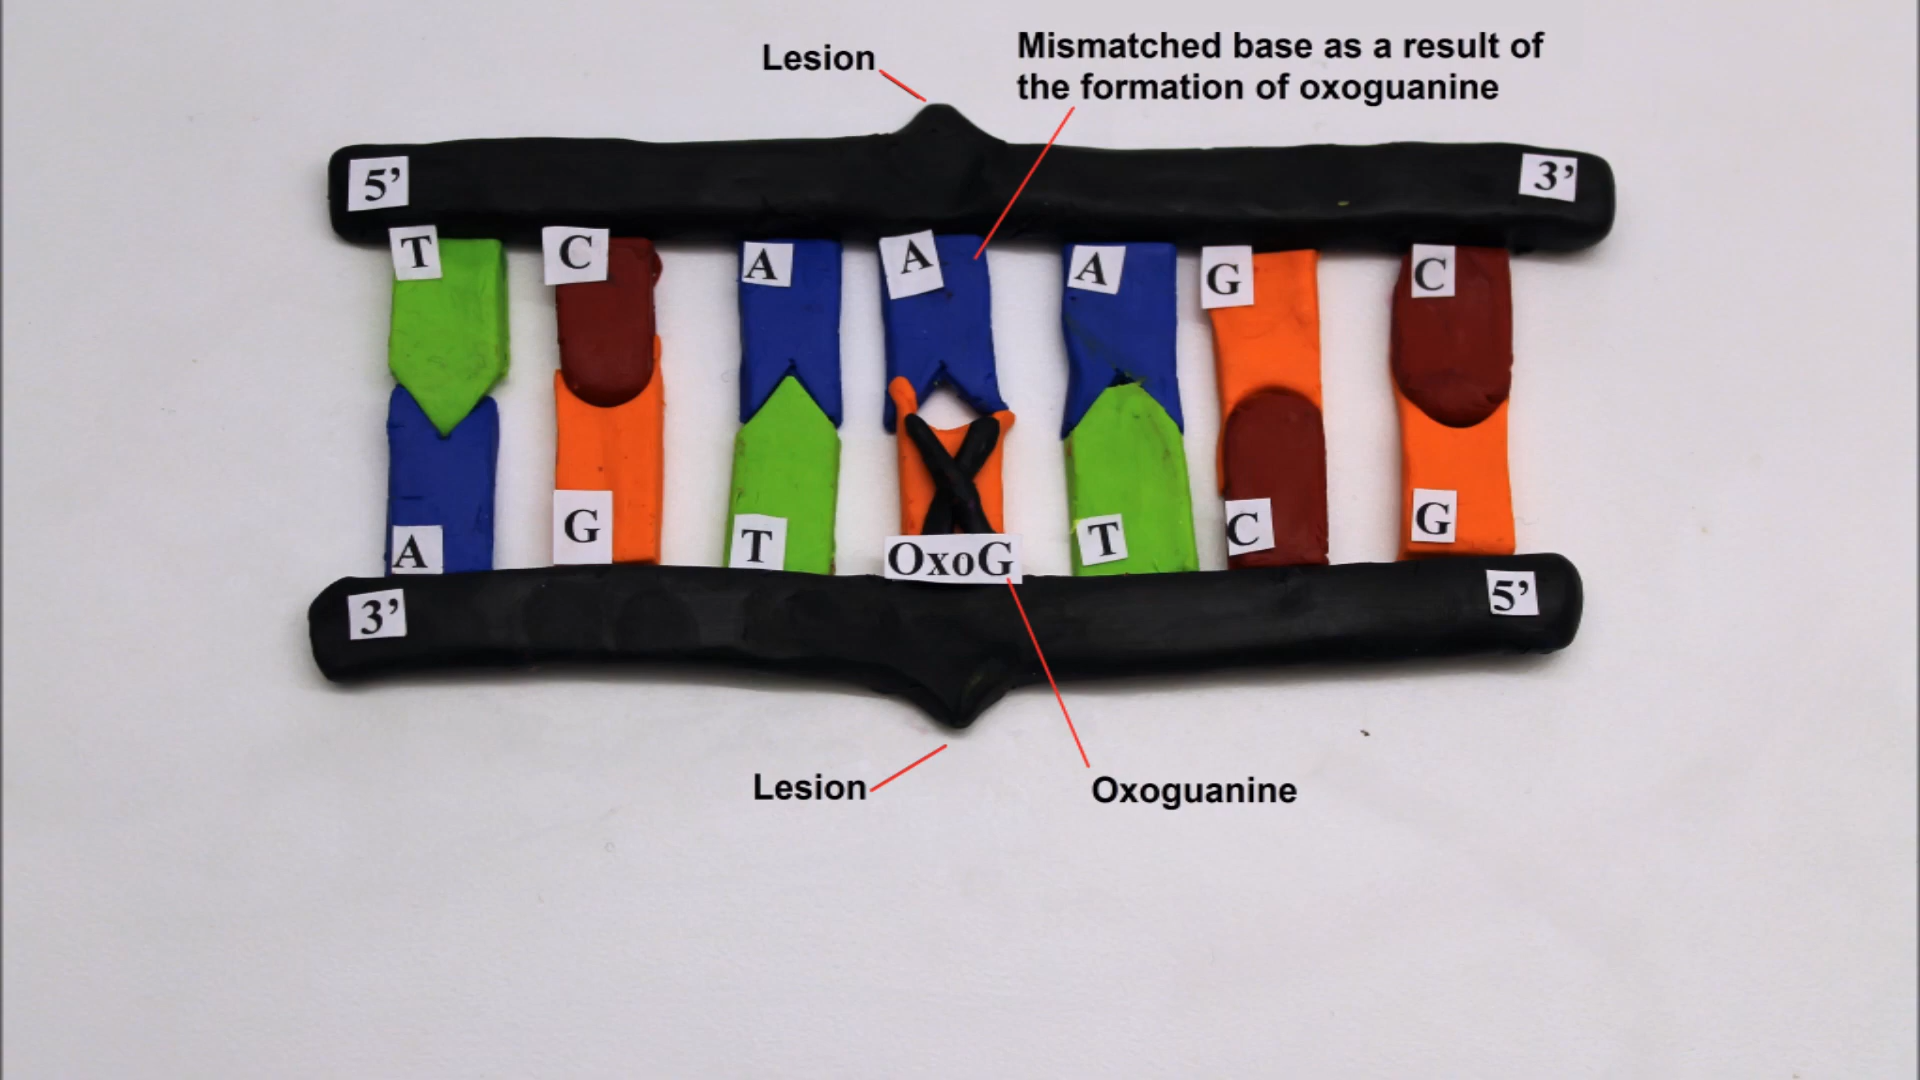 Lesion
Mismatched base as a result of
the formation of oxoguanine
5’
3’
T
C
A
A
A
G
C
A
G
T
OxoG
T
C
G
3’
5’
Lesion
Oxoguanine